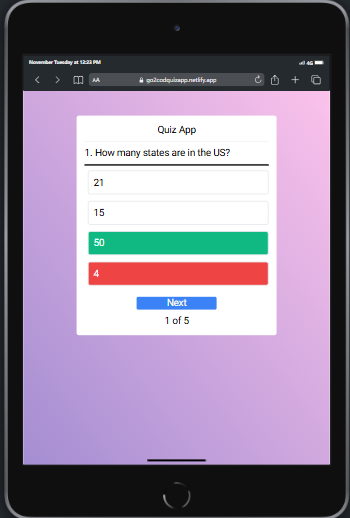 November Tuesday at 12:23 PM
4G
AA
go2codquizapp.netlify.app
Quiz App
1. How many states are in the US?
21
15
50
4
Next
1 of 5